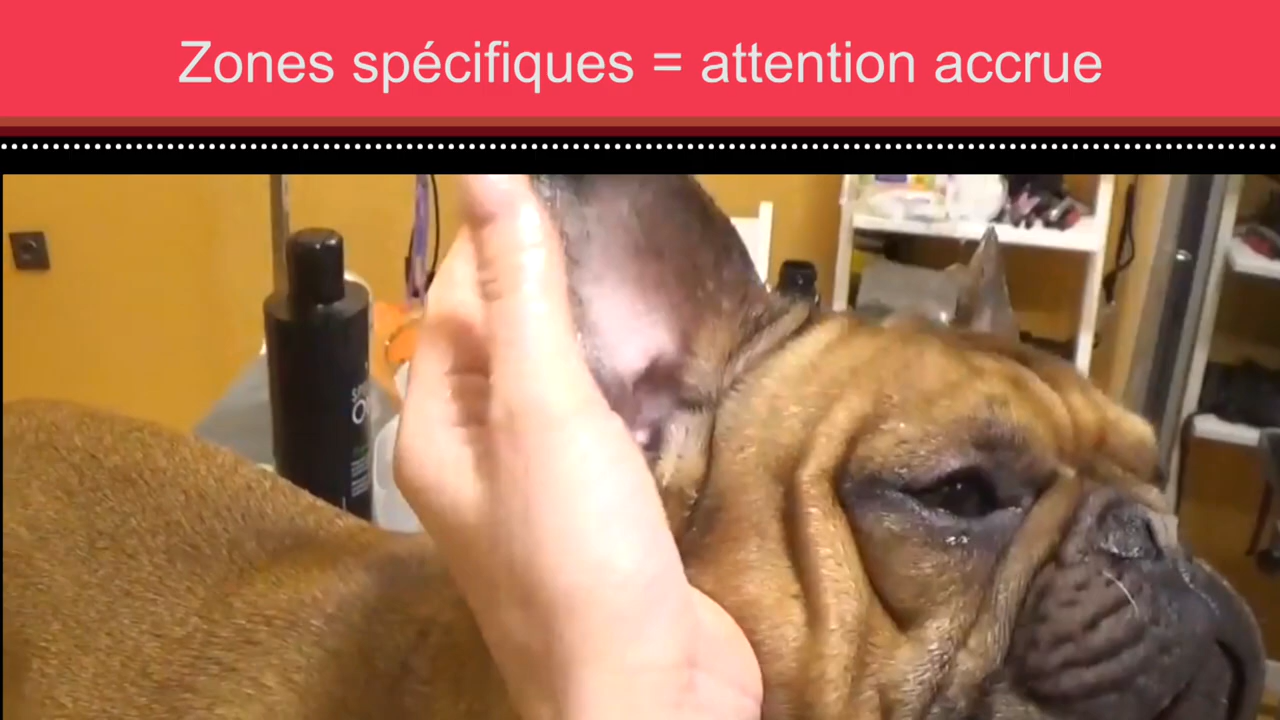 Zones spécifiques = attention accrue